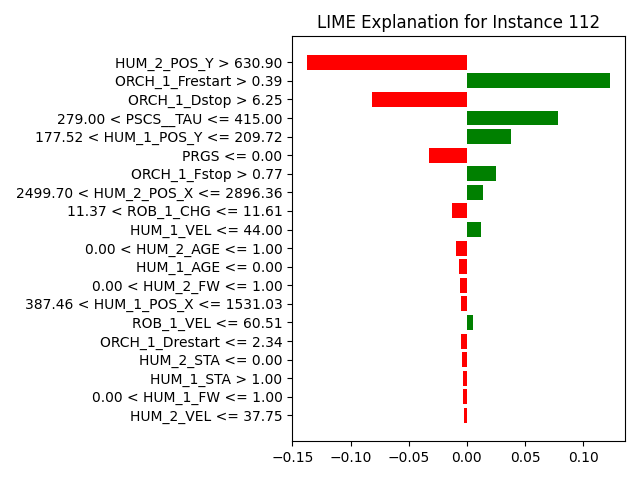 LIME Explanation for Instance 112
HUM_2_POS_Y > 630.90
ORCH_1_Frestart > 0.39
ORCH_1_Dstop > 6.25
279.00 < PSCS__TAU <= 415.00
177.52 < HUM_1_POS_Y <= 209.72
PRGS <= 0.00
ORCH_1_Fstop > 0.77
2499.70 < HUM_2_POS_X <= 2896.36
11.37 < ROB_1_CHG <= 11.61
HUM_1_VEL <= 44.00
0.00 < HUM_2_AGE <= 1.00
HUM_1_AGE <= 0.00
0.00 < HUM_2_FW <= 1.00
387.46 < HUM_1_POS_X <= 1531.03
ROB_1_VEL <= 60.51
ORCH_1_Drestart <= 2.34
HUM_2_STA <= 0.00
HUM_1_STA > 1.00
0.00 < HUM_1_FW <= 1.00
HUM_2_VEL <= 37.75
−0.15 −0.10 −0.05 0.00 0.05 0.10